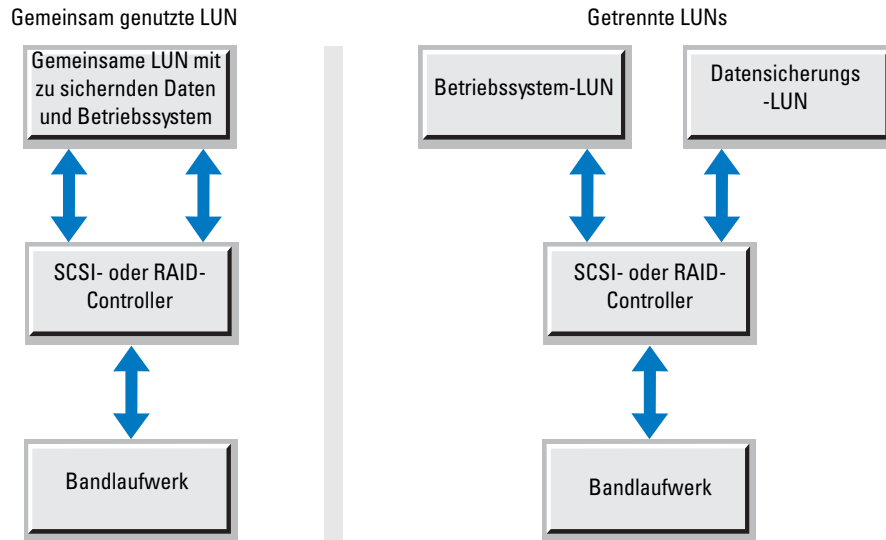 Gemeinsam genutzte LUN
Gemeinsame LUN mit
zu sichernden Daten
und Betriebssystem
SCSI- oder RAID-
Controller
Bandlaufwerk
Getrennte LUNs
Betriebssystem-LUN
Datensicherungs
-LUN
SCSI- oder RAID-
Controller
Bandlaufwerk